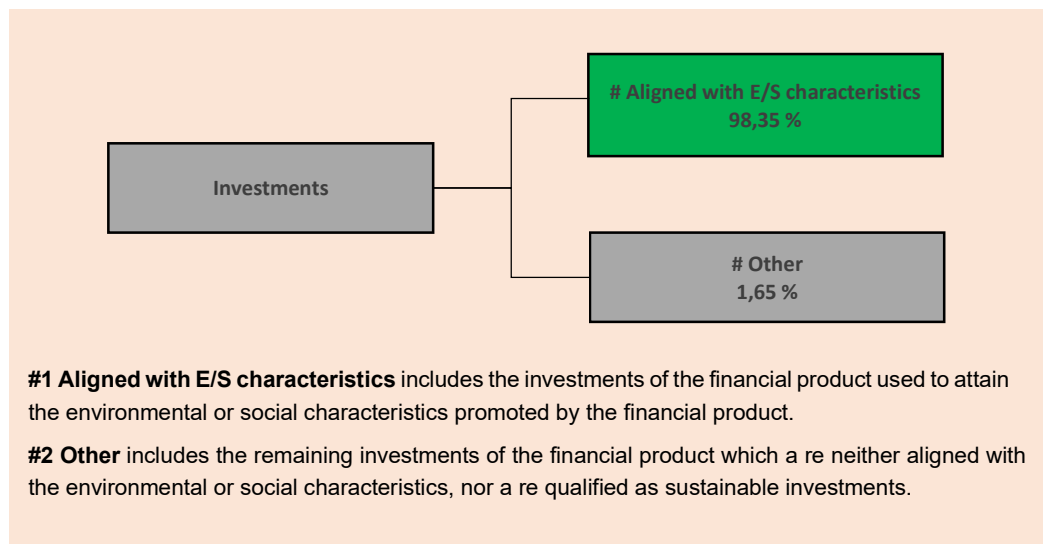 # Aligned with E/S characteristics
98,35 %
Investments
# Other
1,65 %
#1 Aligned with E/S characteristics includes the investments of the financial product used to attain
the environmental or social characteristics promoted by the financial product.
#2 Other includes the remaining investments of the financial product which a re neither aligned with
the environmental or social characteristics, nor a re qualified as sustainable investments.